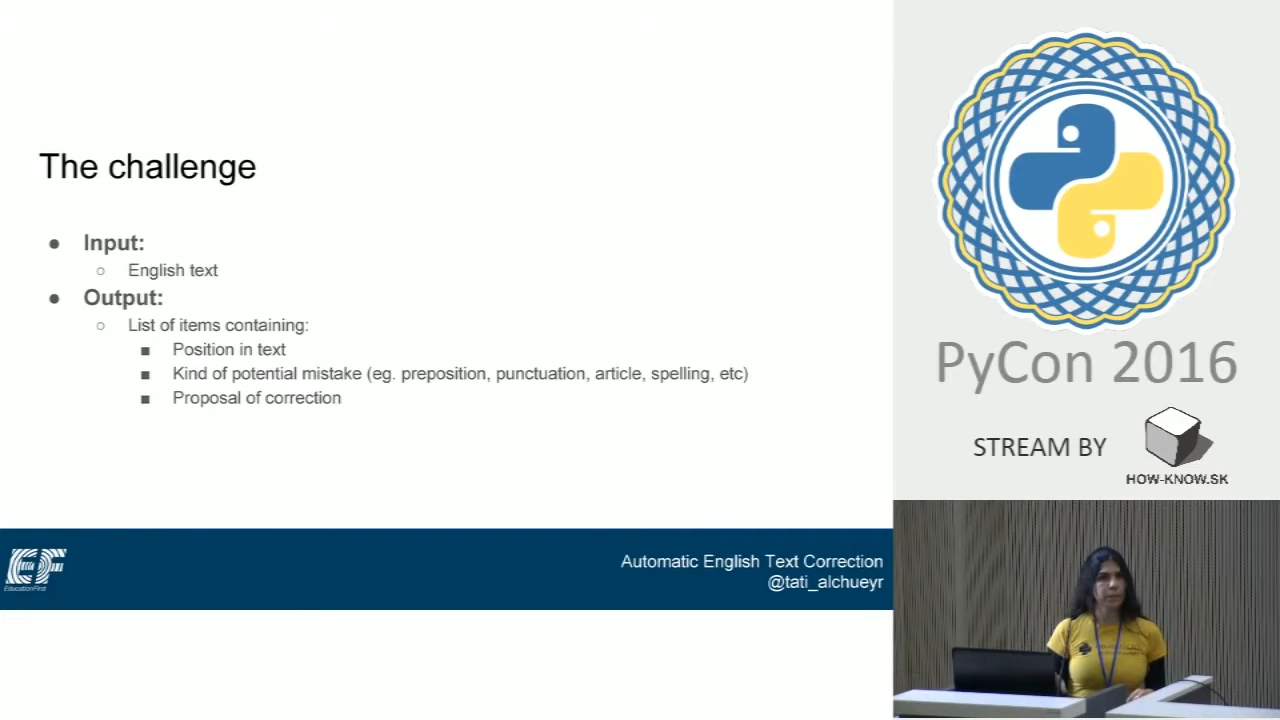 The challenge
● Input:
○ English text
● Output:
○ List of items containing:
■ Position in text
■ Kind of potential mistake (eg. preposition, punctuation, article, spelling, etc)
■ Proposal of correction
EF
EducationFirst
Automatic English Text Correction
@tati_alchueyr
PyCon 2016
STREAM BY
HOW-KNOW.SK